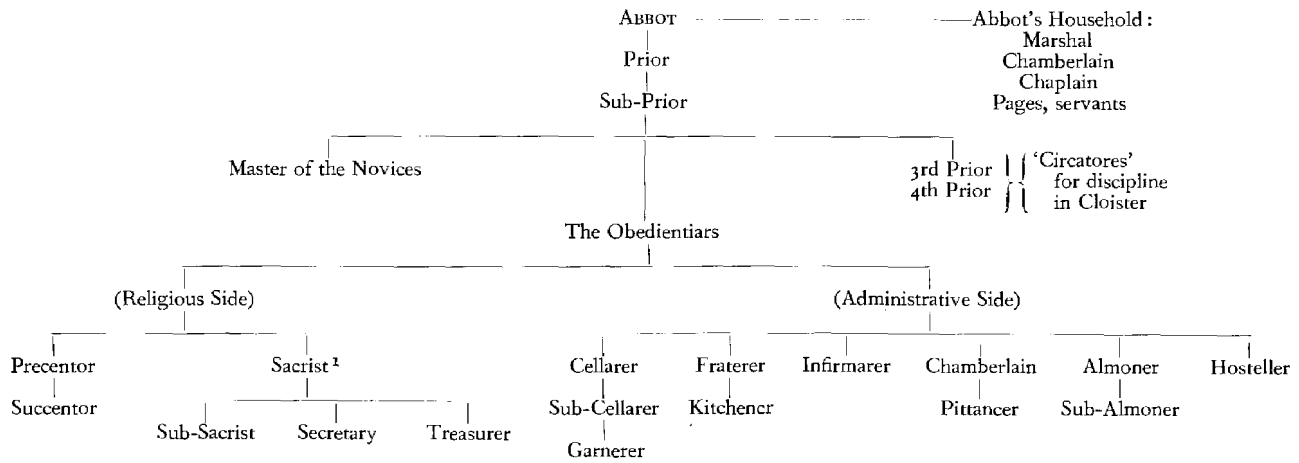 ABBOT Abbot's Household :
Marshal
Prior Chamberlain
Chaplain
Sub-Prior Pages, servants
Master of the Novices 3rd Prior 'Circatores'
4th Prior for discipline
in Cloister
The Obedientiars
(Religious Side) (Administrative Side)
Precentor Sacrist¹ Cellarer Fraterer Infirmarer Chamberlain Almoner Hosteller
Succentor Sub-Cellarer Kitchener Pittancer Sub-Almoner
Sub-Sacrist Secretary Treasurer
Garnerer